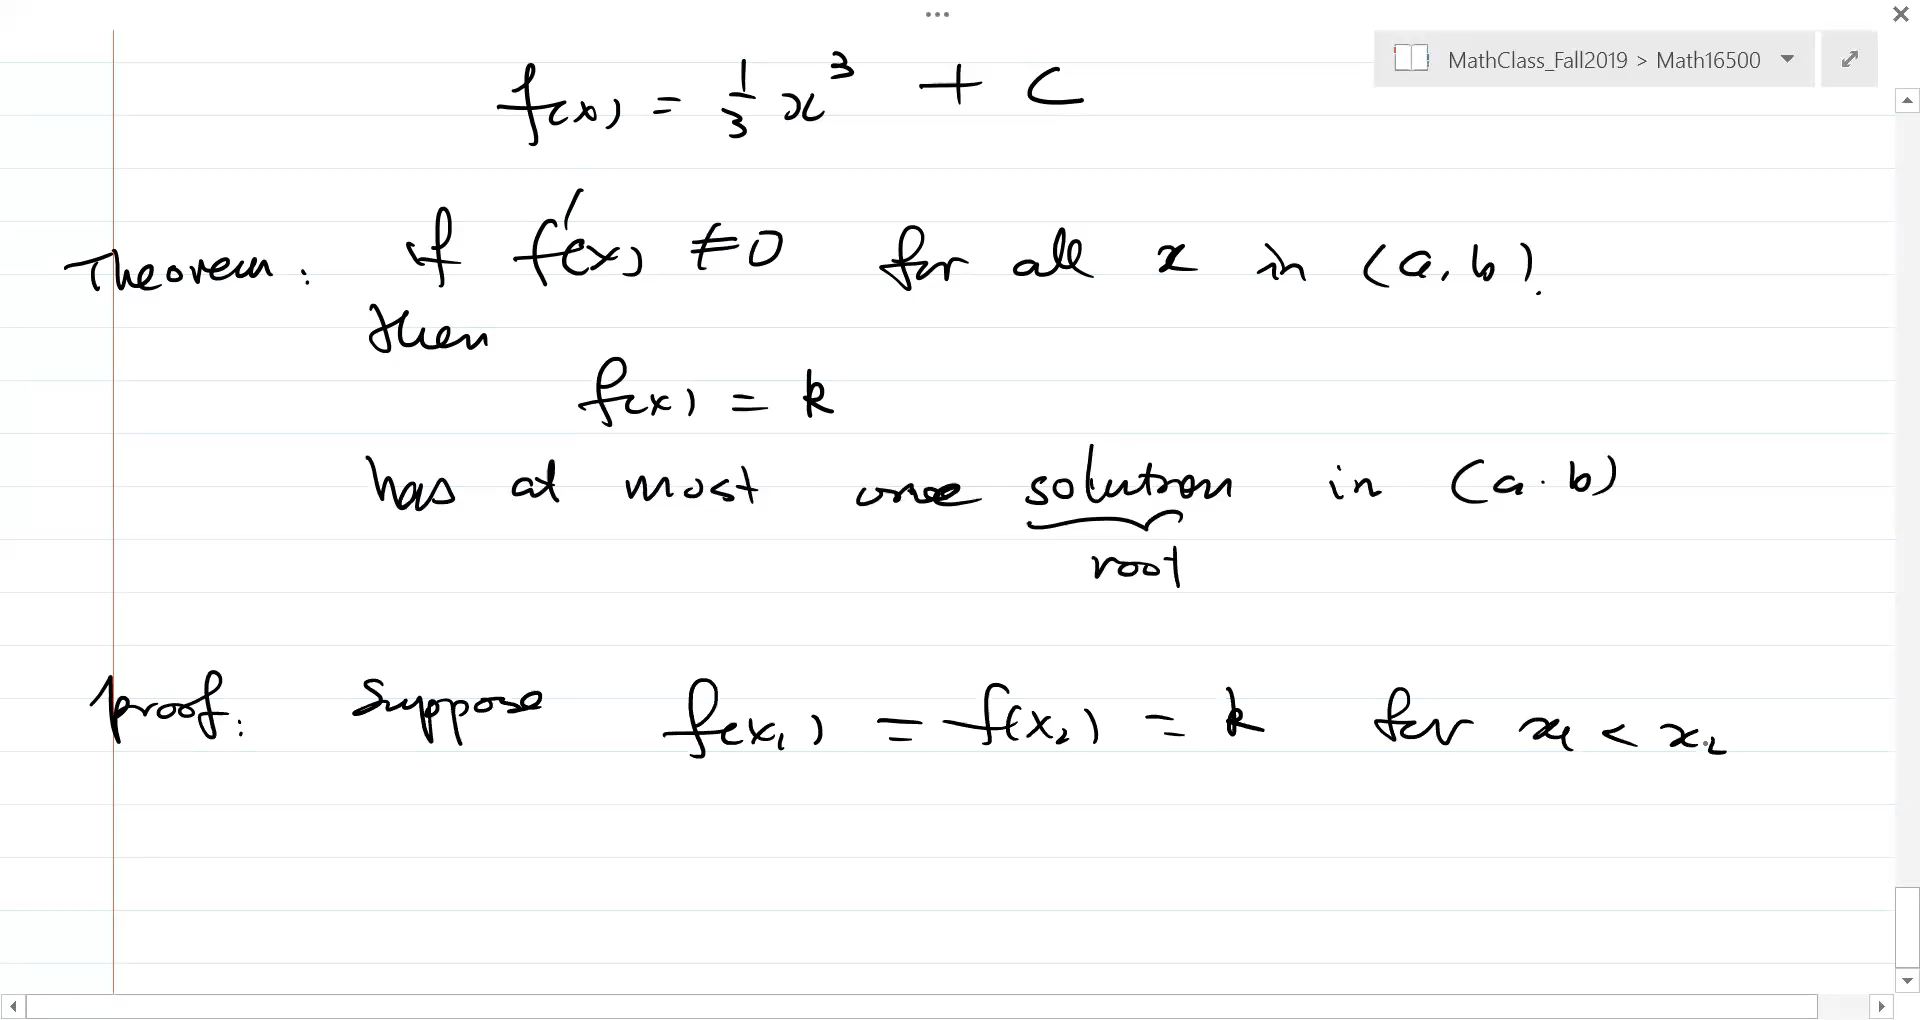 MathClass_Fall2019 > Math16500
f(x) = 1/3 x³ + C
Theorem: if f'(x) ≠ 0 for all x in (a, b).
then
f(x) = k
has at most one solution in (a. b)
root
proof: Suppose f(x₁) = f(x₂) = k for x₁ < x₂